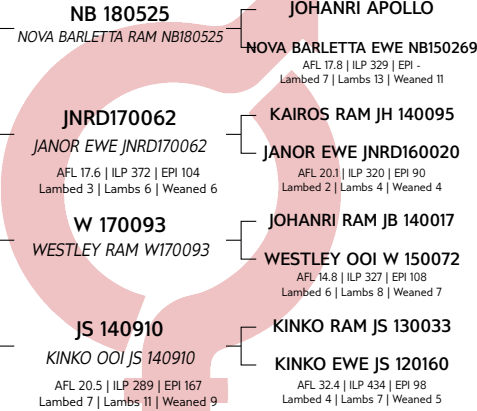 NB 180525
NOVA BARLETTA RAM NB180525
JOHANRI APOLLO
NOVA BARLETTA EWE NB150269
AFL 17.8 | ILP 329 | EPI -
Lambed 7 | Lambs 13 | Weaned 11
JNRD170062
JANOR EWE JNRD170062
AFL 17.6 | ILP 372 | EPI 104
Lambed 3 | Lambs 6 | Weaned 6
KAIROS RAM JH 140095
JANOR EWE JNRD160020
AFL 20.1 | ILP 320 | EPI 90
Lambed 2 | Lambs 4 | Weaned 4
W 170093
WESTLEY RAM W170093
JOHANRI RAM JB 140017
WESTLEY OOI W 150072
AFL 14.8 | ILP 327 | EPI 108
Lambed 6 | Lambs 8 | Weaned 7
JS 140910
KINKO OOI JS 140910
AFL 20.5 | ILP 289 | EPI 167
Lambed 7 | Lambs 11 | Weaned 9
KINKO RAM JS 130033
KINKO EWE JS 120160
AFL 32.4 | ILP 434 | EPI 98
Lambed 4 | Lambs 7 | Weaned 5